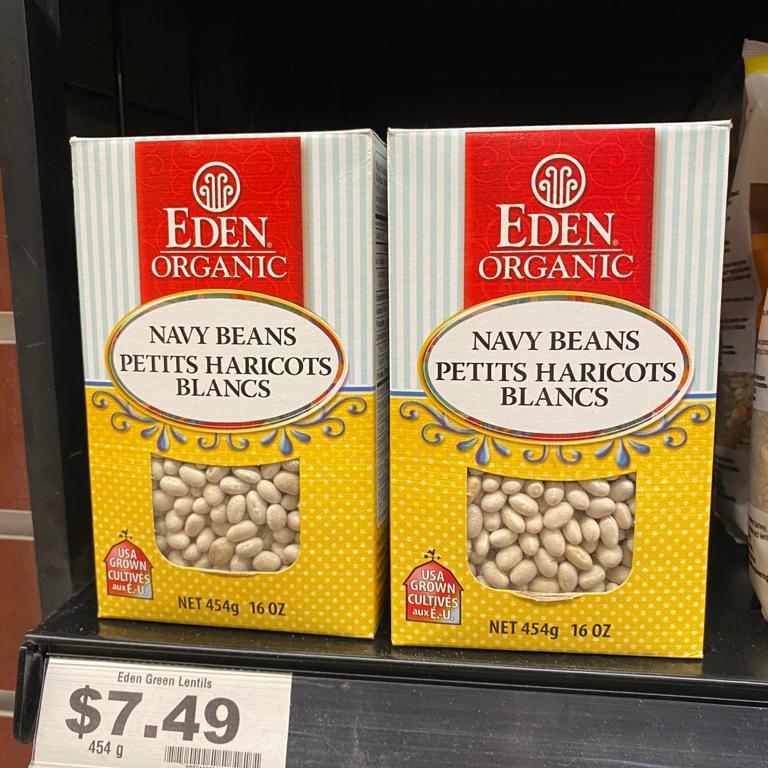 EDEN®
ORGANIC
NAVY BEANS
PETITS HARICOTS
BLANCS
USA
GROWN
CULTIVÉS
aux É.-U.
NET 454g 16 OZ
EDEN®
ORGANIC
NAVY BEANS
PETITS HARICOTS
BLANCS
USA
GROWN
CULTIVÉS
aux É.-U.
NET 454g 16 OZ
Eden Green Lentils
$7.49
454 g